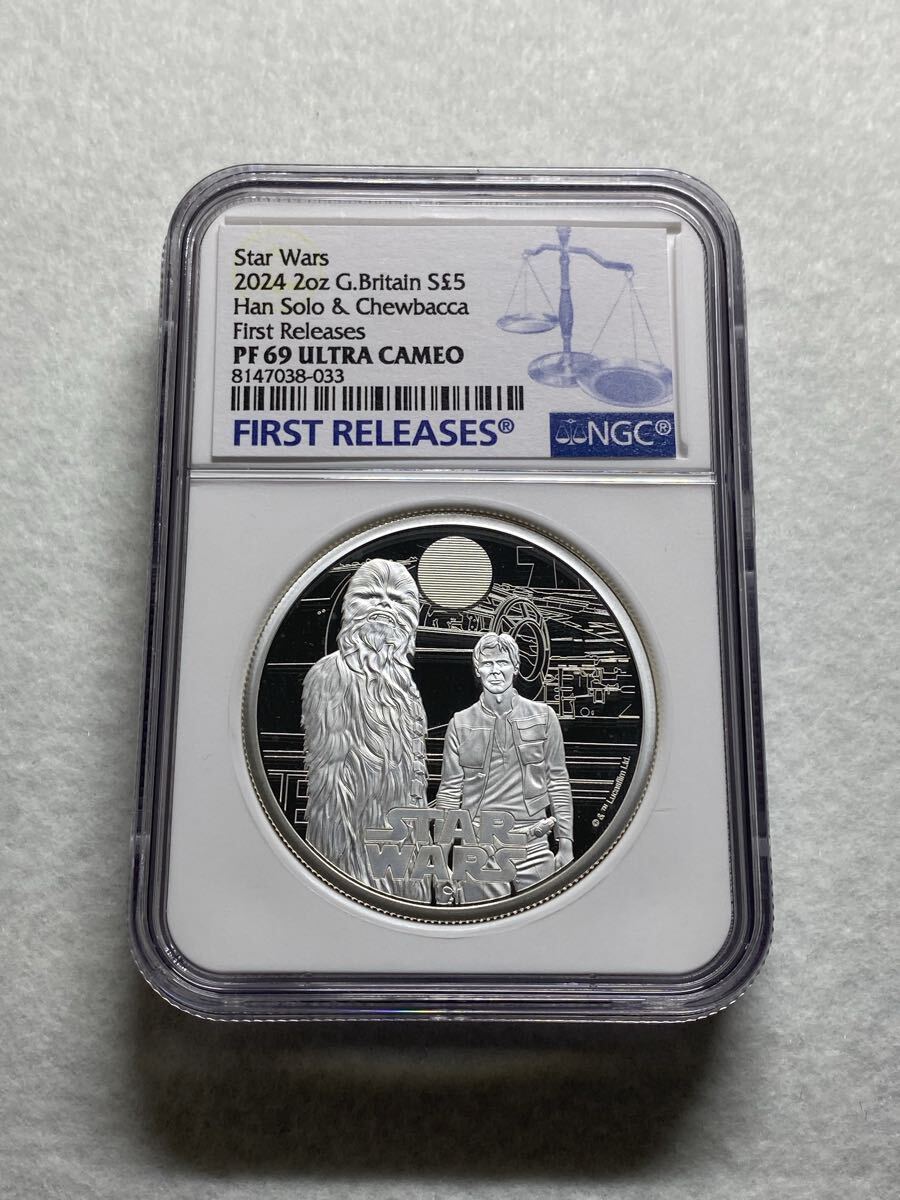 Star Wars
2024 2oz G.Britain S£5
Han Solo & Chewbacca
First Releases
PF 69 ULTRA CAMEO
8147038-033
FIRST RELEASES®
NGC®
STAR
WARS
© & ™ Lucasfilm Ltd.